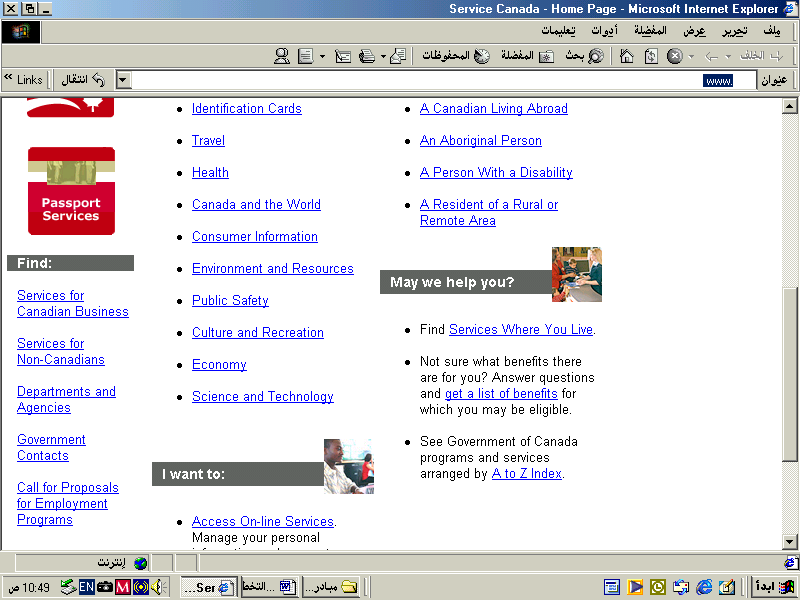 Service Canada - Home Page - Microsoft Internet Explorer
ملف تحرير عرض المفضلة أدوات تعليمات
الخلف بحث المفضلة المحفوظات
عنوان www. انتقال Links »
Passport
Services
Find:
Services for
Canadian Business
Services for
Non-Canadians
Departments and
Agencies
Government
Contacts
Call for Proposals
for Employment
Programs
Identification Cards
Travel
Health
Canada and the World
Consumer Information
Environment and Resources
Public Safety
Culture and Recreation
Economy
Science and Technology
I want to:
Access On-line Services.
Manage your personal
A Canadian Living Abroad
An Aboriginal Person
A Person With a Disability
A Resident of a Rural or
Remote Area
May we help you?
Find Services Where You Live.
Not sure what benefits there
are for you? Answer questions
and get a list of benefits for
which you may be eligible.
See Government of Canada
programs and services
arranged by A to Z Index.
إنترنت
ابدأ مبادر... التخط... Ser... EN 10:49 ص